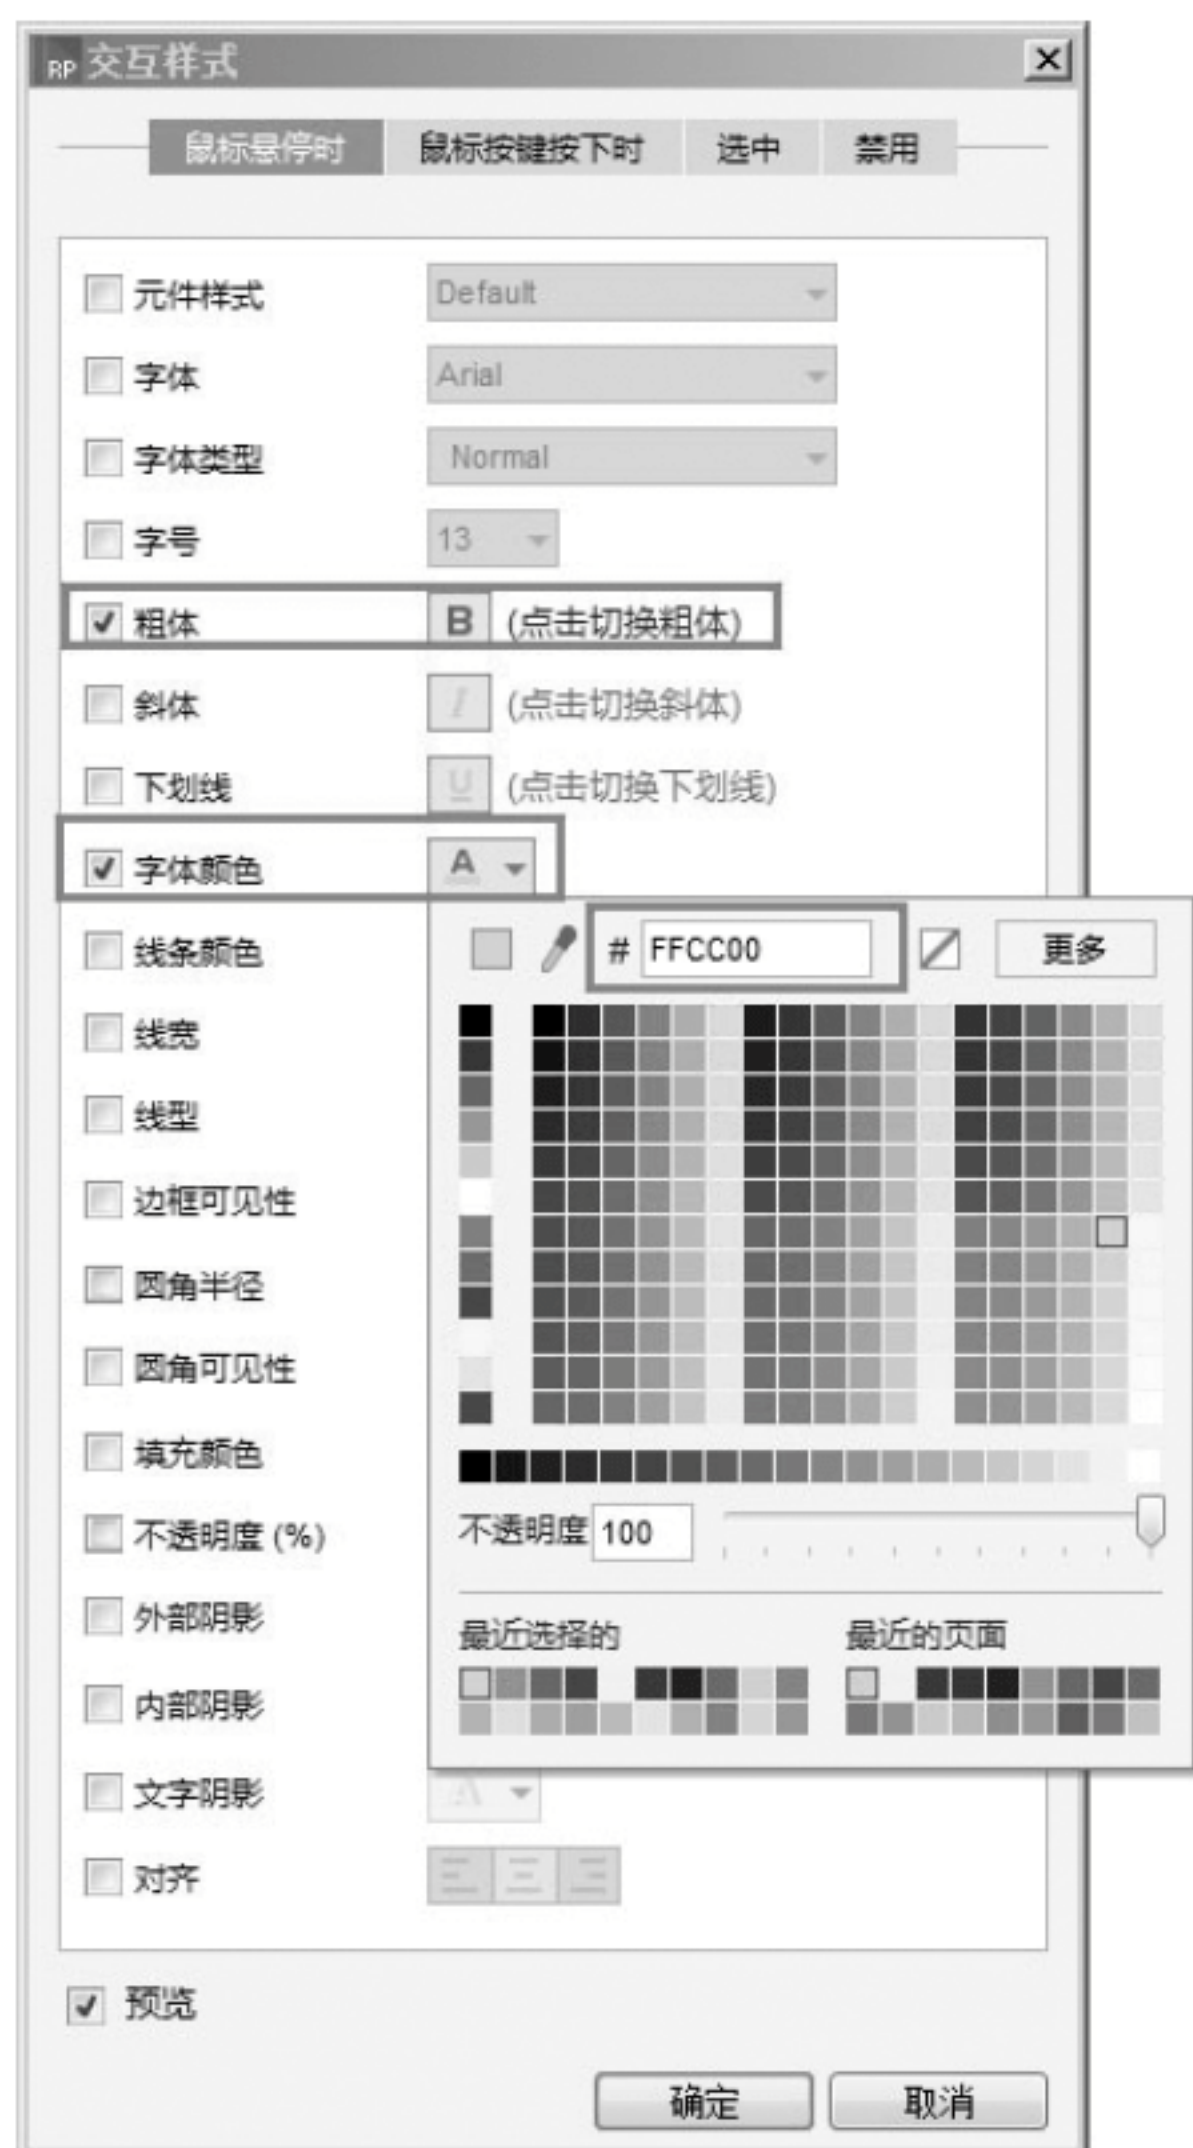 RP 交互样式
鼠标悬停时 鼠标按键按下时 选中 禁用
元件样式 Default
字体 Arial
字体类型 Normal
字号 13
粗体 B (点击切换粗体)
斜体 I (点击切换斜体)
下划线 U (点击切换下划线)
字体颜色 A
线条颜色 # FFCC00 更多
线宽
线型
边框可见性
圆角半径
圆角可见性
填充颜色
不透明度 (%) 不透明度 100
外部阴影 最近选择的 最近的页面
内部阴影
文字阴影 A
对齐
预览
确定 取消